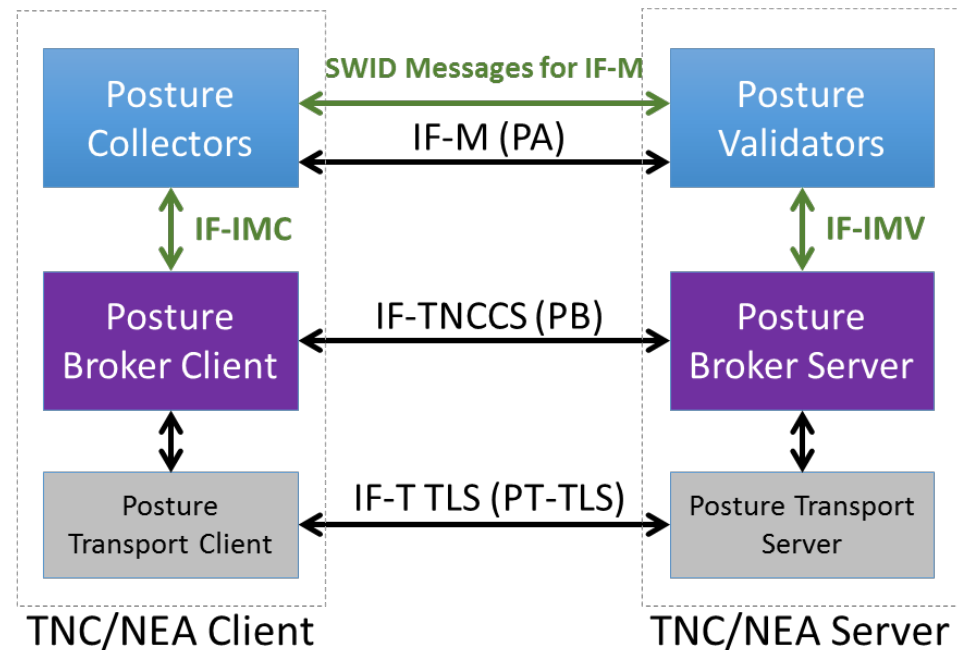 SWID Messages for IF-M
Posture
Collectors
Posture
Validators
IF-M (PA)
IF-IMC
IF-IMV
Posture
Broker Client
IF-TNCCS (PB)
Posture
Broker Server
Posture
Transport Client
IF-T TLS (PT-TLS)
Posture Transport
Server
TNC/NEA Client
TNC/NEA Server